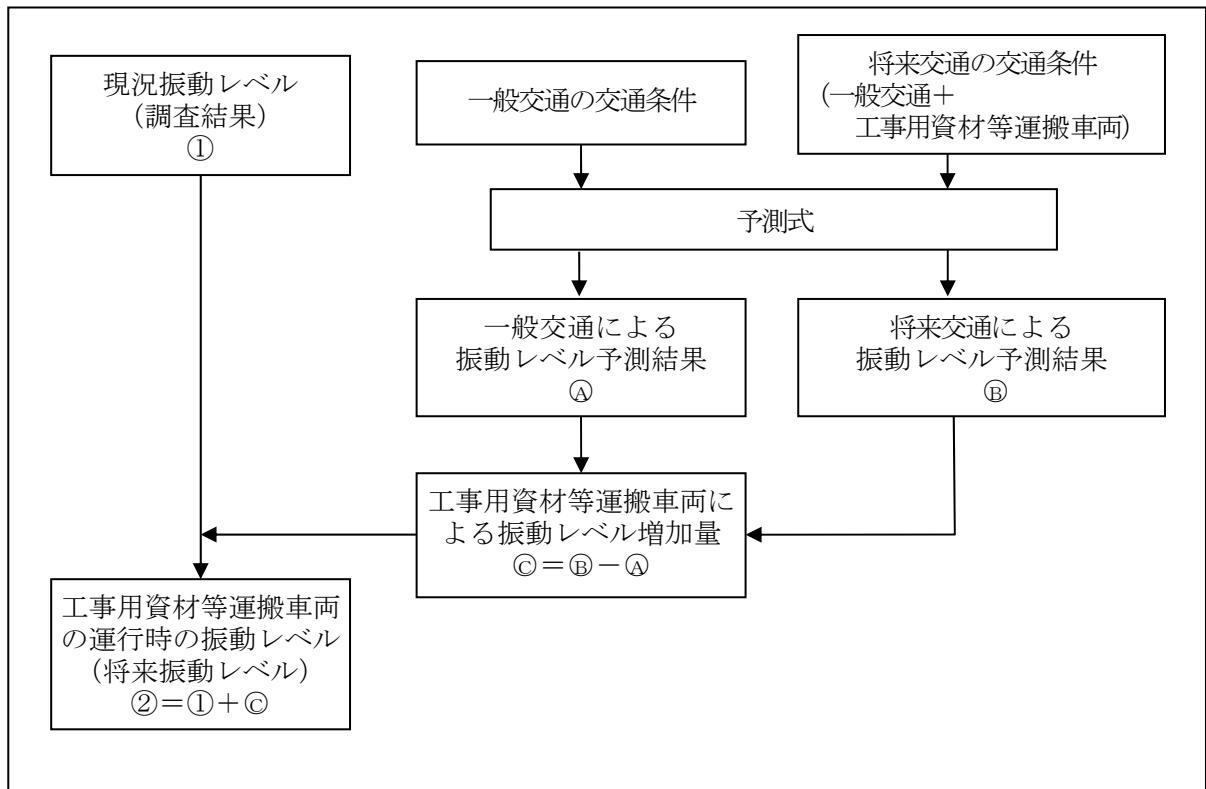 現況振動レベル
(調査結果)
①
一般交通の交通条件
将来交通の交通条件
(一般交通＋
工事用資材等運搬車両)
予測式
一般交通による
振動レベル予測結果
Ⓐ
将来交通による
振動レベル予測結果
Ⓑ
工事用資材等運搬車両に
よる振動レベル増加量
Ⓒ＝Ⓑ－Ⓐ
工事用資材等運搬車両
の運行時の振動レベル
(将来振動レベル)
②＝①＋Ⓒ